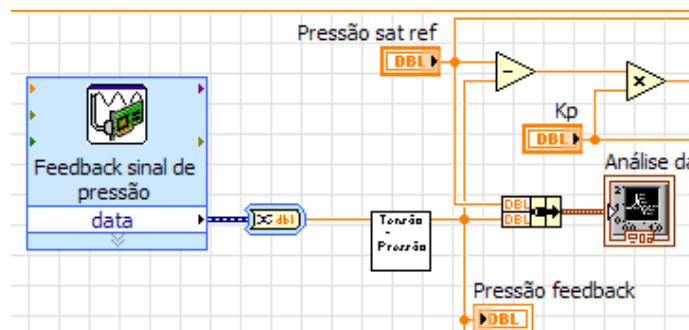 Pressão sat ref
DBL
Kp
DBL
Feedback sinal de
pressão
data
dbl
Tensão
-
Pressão
DBL
DBL
Análise da
Pressão feedback
DBL